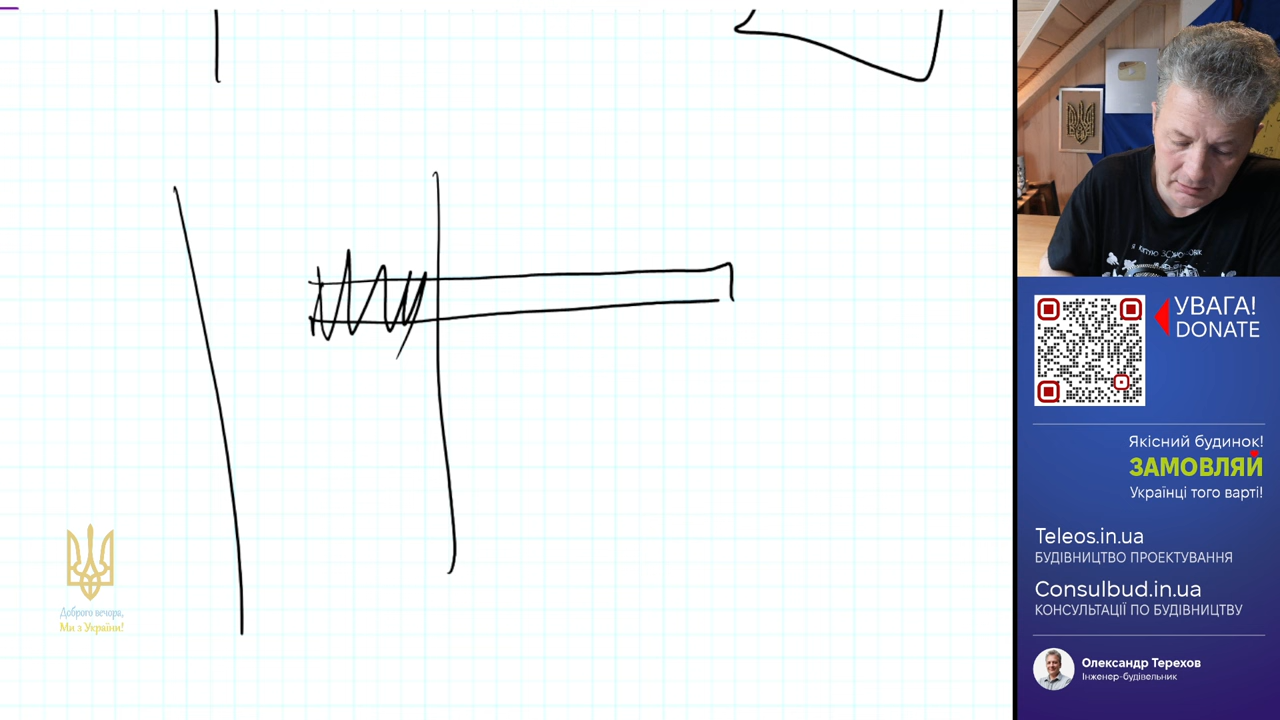 УВАГА!
DONATE
Якісний будинок!
ЗАМОВЛЯЙ
Українці того варті!
Teleos.in.ua
БУДІВНИЦТВО ПРОЕКТУВАННЯ
Consulbud.in.ua
КОНСУЛЬТАЦІЇ ПО БУДІВНИЦТВУ
Олександр Терехов
Інженер-будівельник
Доброго вечора,
Ми з України!